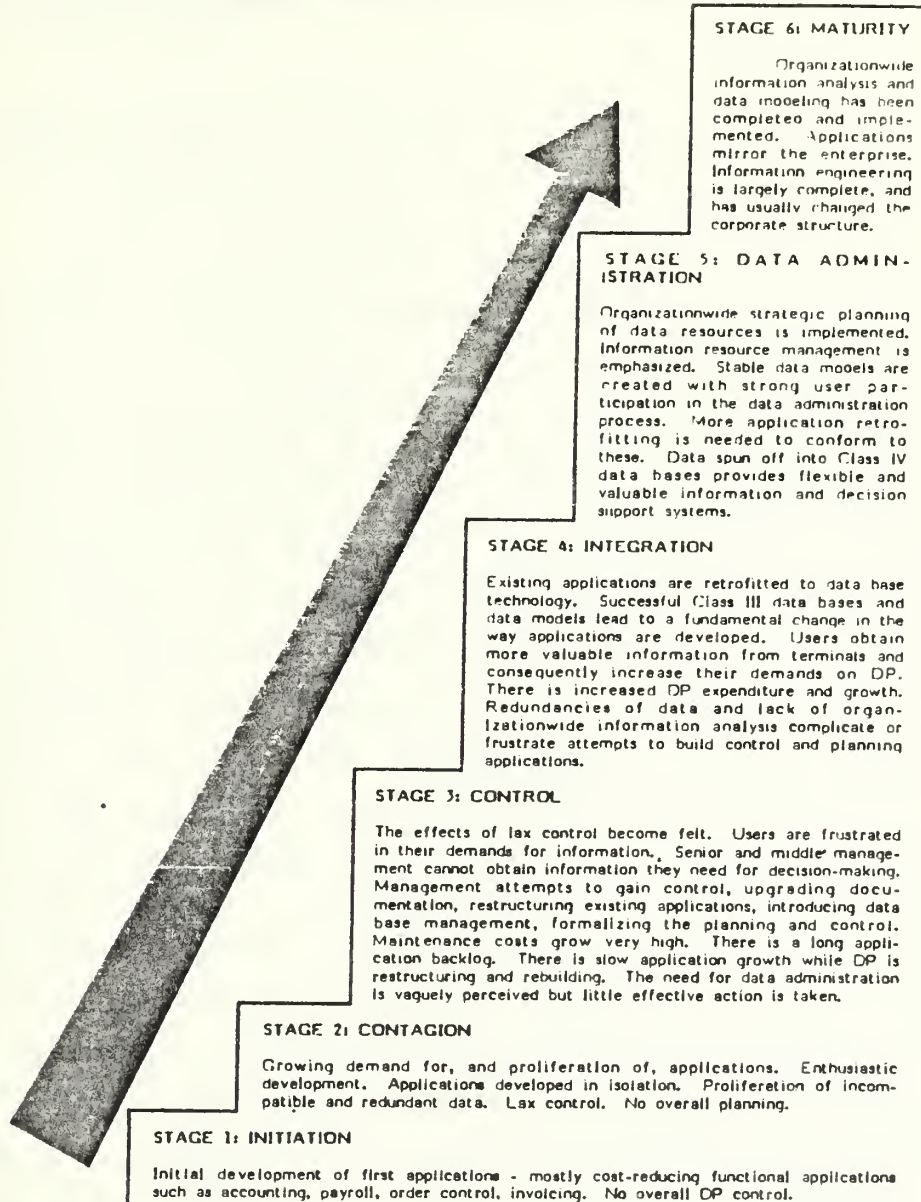 STAGE 6: MATURITY
Organizationwide
information analysis and
data modeling has been
completed and imple-
mented. Applications
mirror the enterprise.
Information engineering
is largely complete, and
has usually changed the
corporate structure.
STAGE 5: DATA ADMIN-
ISTRATION
Organizationwide strategic planning
of data resources is implemented.
Information resource management is
emphasized. Stable data models are
created with strong user par-
ticipation in the data administration
process. More application retro-
fitting is needed to conform to
these. Data spun off into Class IV
data bases provides flexible and
valuable information and decision
support systems.
STAGE 4: INTEGRATION
Existing applications are retrofitted to data base
technology. Successful Class III data bases and
data models lead to a fundamental change in the
way applications are developed. Users obtain
more valuable information from terminals and
consequently increase their demands on DP.
There is increased DP expenditure and growth.
Redundancies of data and lack of organ-
izationwide information analysis complicate or
frustrate attempts to build control and planning
applications.
STAGE 3: CONTROL
The effects of lax control become felt. Users are frustrated
in their demands for information. Senior and middle manage-
ment cannot obtain information they need for decision-making.
Management attempts to gain control, upgrading docu-
mentation, restructuring existing applications, introducing data
base management, formalizing the planning and control.
Maintenance costs grow very high. There is a long appli-
cation backlog. There is slow application growth while DP is
restructuring and rebuilding. The need for data administration
is vaguely perceived but little effective action is taken.
STAGE 2: CONTAGION
Growing demand for, and proliferation of, applications. Enthusiastic
development. Applications developed in isolation. Proliferetion of incom-
patible and redundant data. Lax control. No overall planning.
STAGE 1: INITIATION
Initial development of first applications - mostly cost-reducing functional applications
such as accounting, payroll, order control, invoicing. No overall DP control.